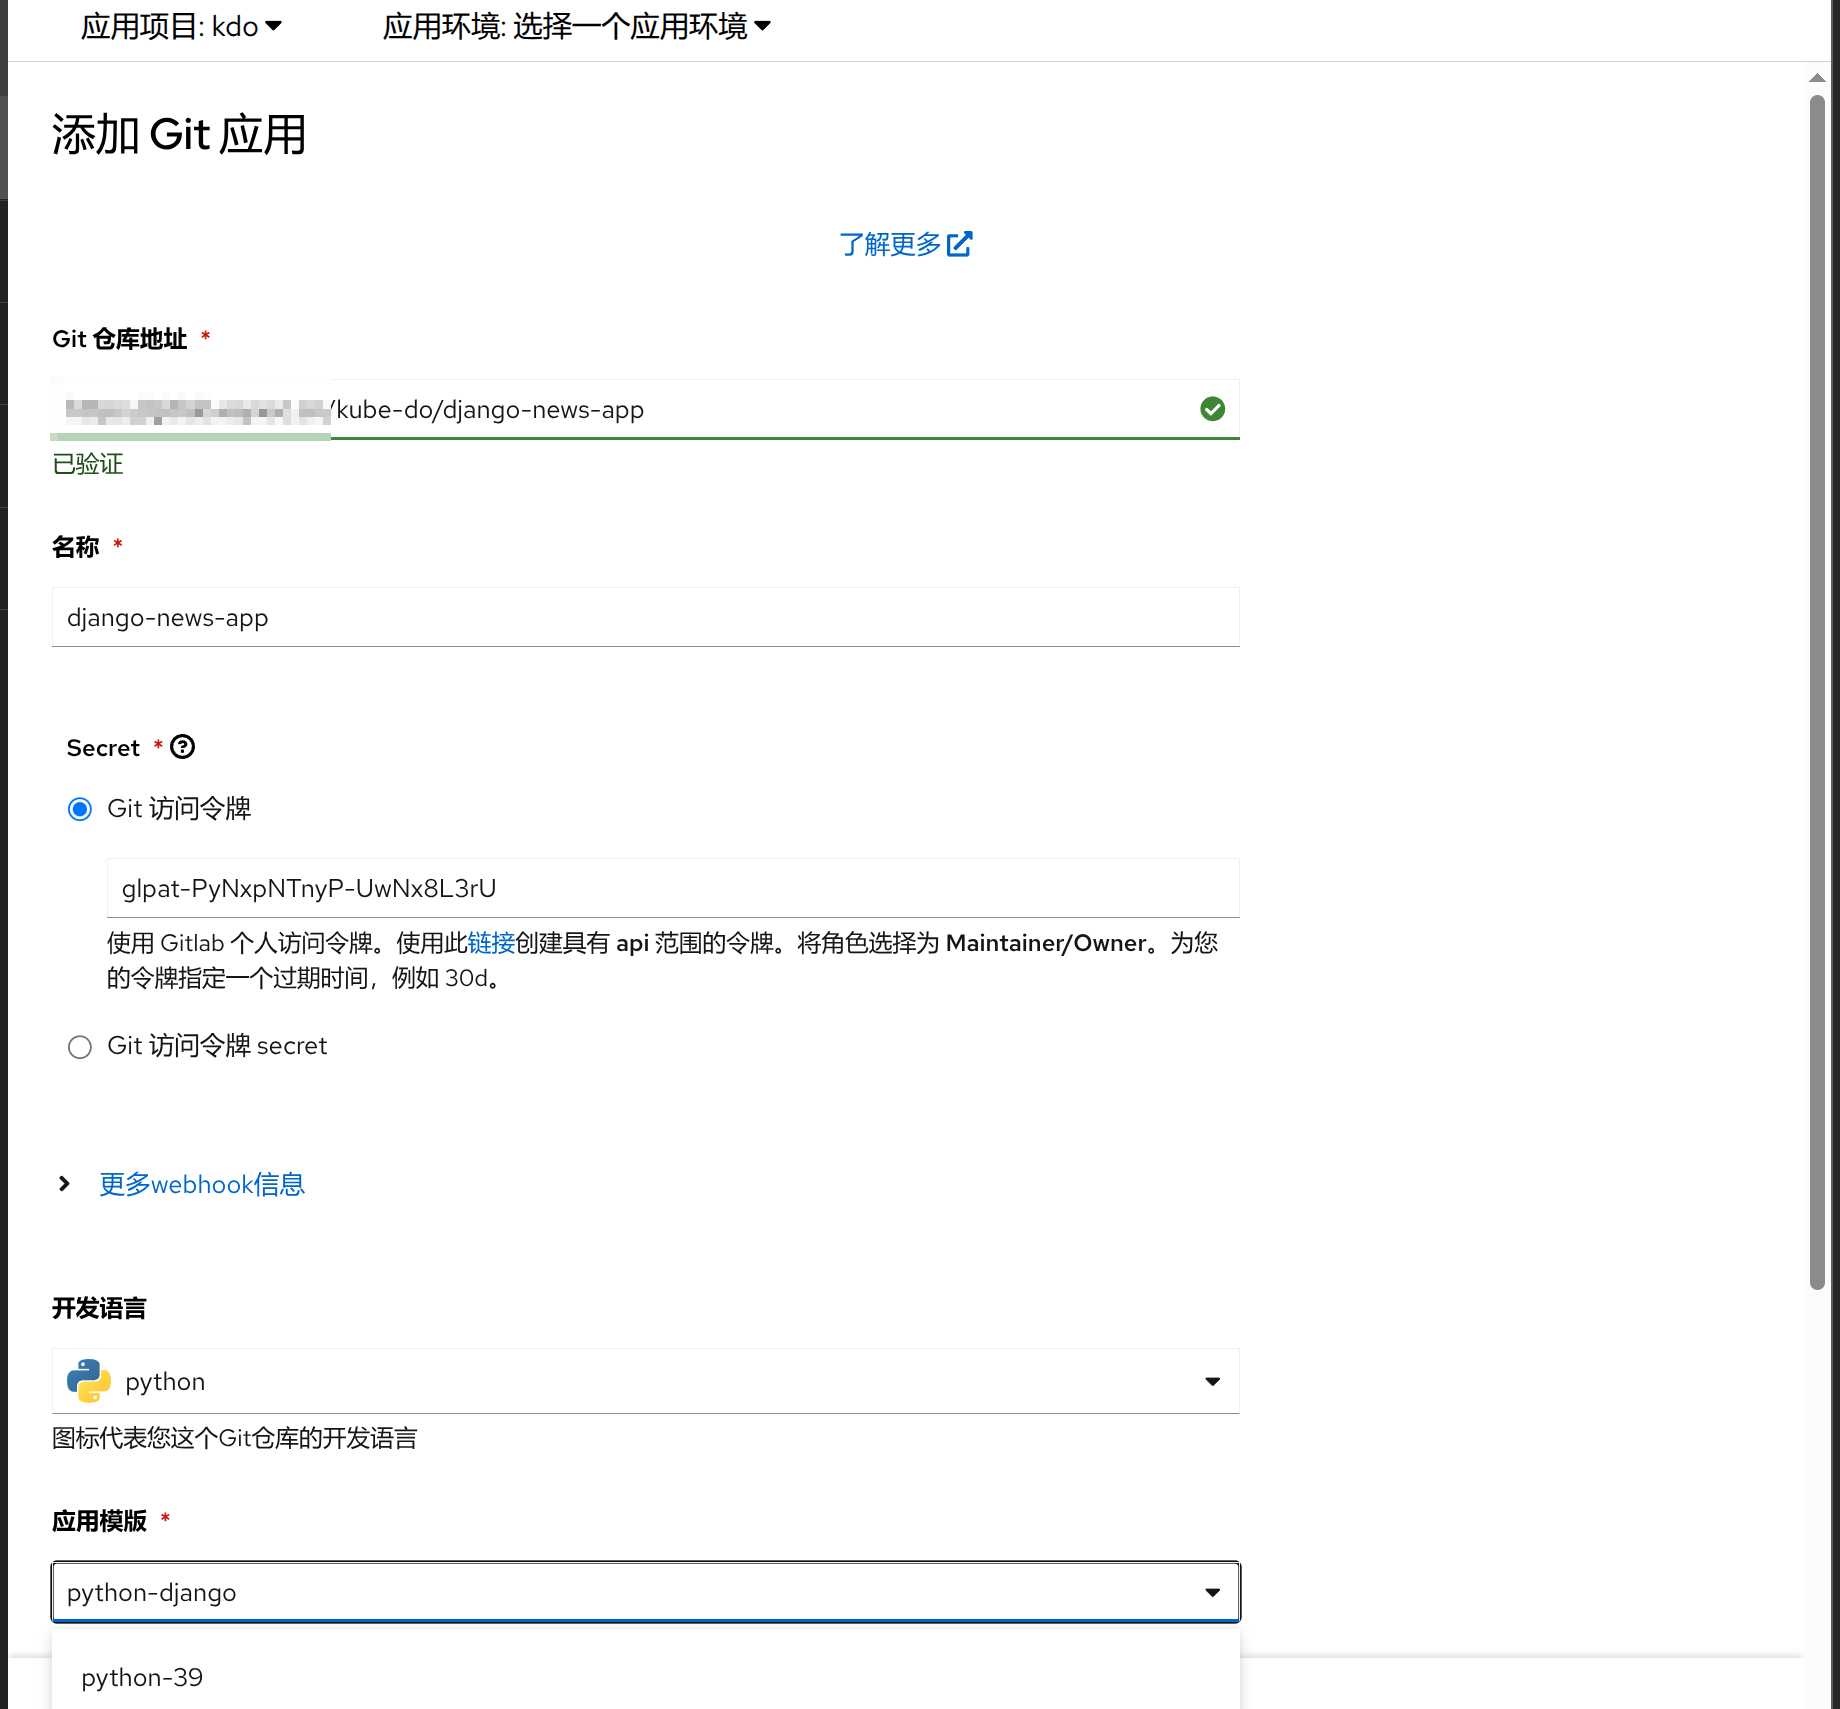 应用项目: kdo
应用环境: 选择一个应用环境
添加 Git 应用
了解更多
Git 仓库地址 *
/kube-do/django-news-app
已验证
名称 *
django-news-app
Secret *
Git 访问令牌
glpat-PyNxpNTnyP-UwNx8L3rU
使用 Gitlab 个人访问令牌。使用此链接创建具有 api 范围的令牌。将角色选择为 Maintainer/Owner。为您
的令牌指定一个过期时间，例如 30d。
Git 访问令牌 secret
更多webhook信息
开发语言
python
图标代表您这个Git仓库的开发语言
应用模版 *
python-django
python-39